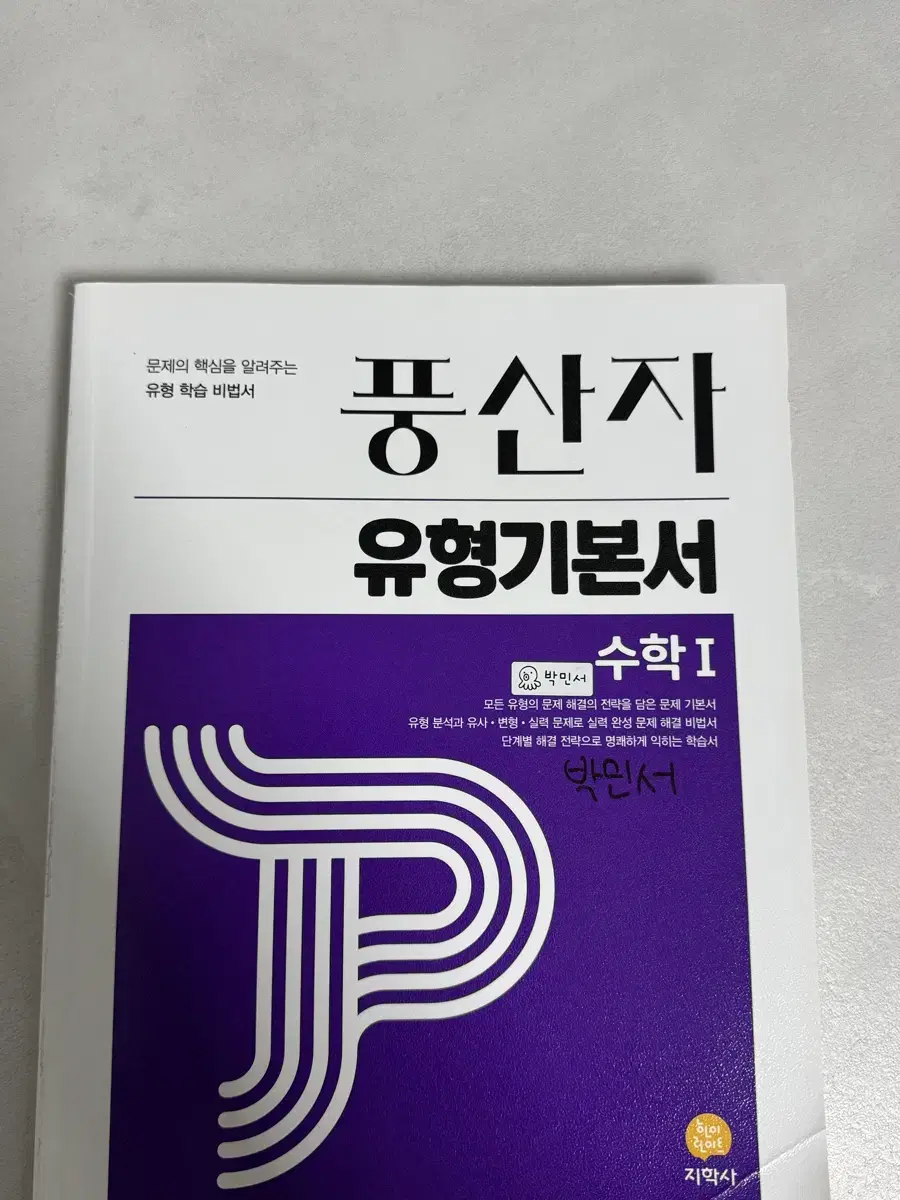 문제의 핵심을 알려주는
유형 학습 비법서
풍산자
유형기본서
수학 I
박민서
모든 유형의 문제 해결의 전략을 담은 문제 기본서
유형 분석과 유사·변형·실력 문제로 실력 완성 문제 해결 비법서
단계별 해결 전략으로 명쾌하게 익히는 학습서
박민서
지학사